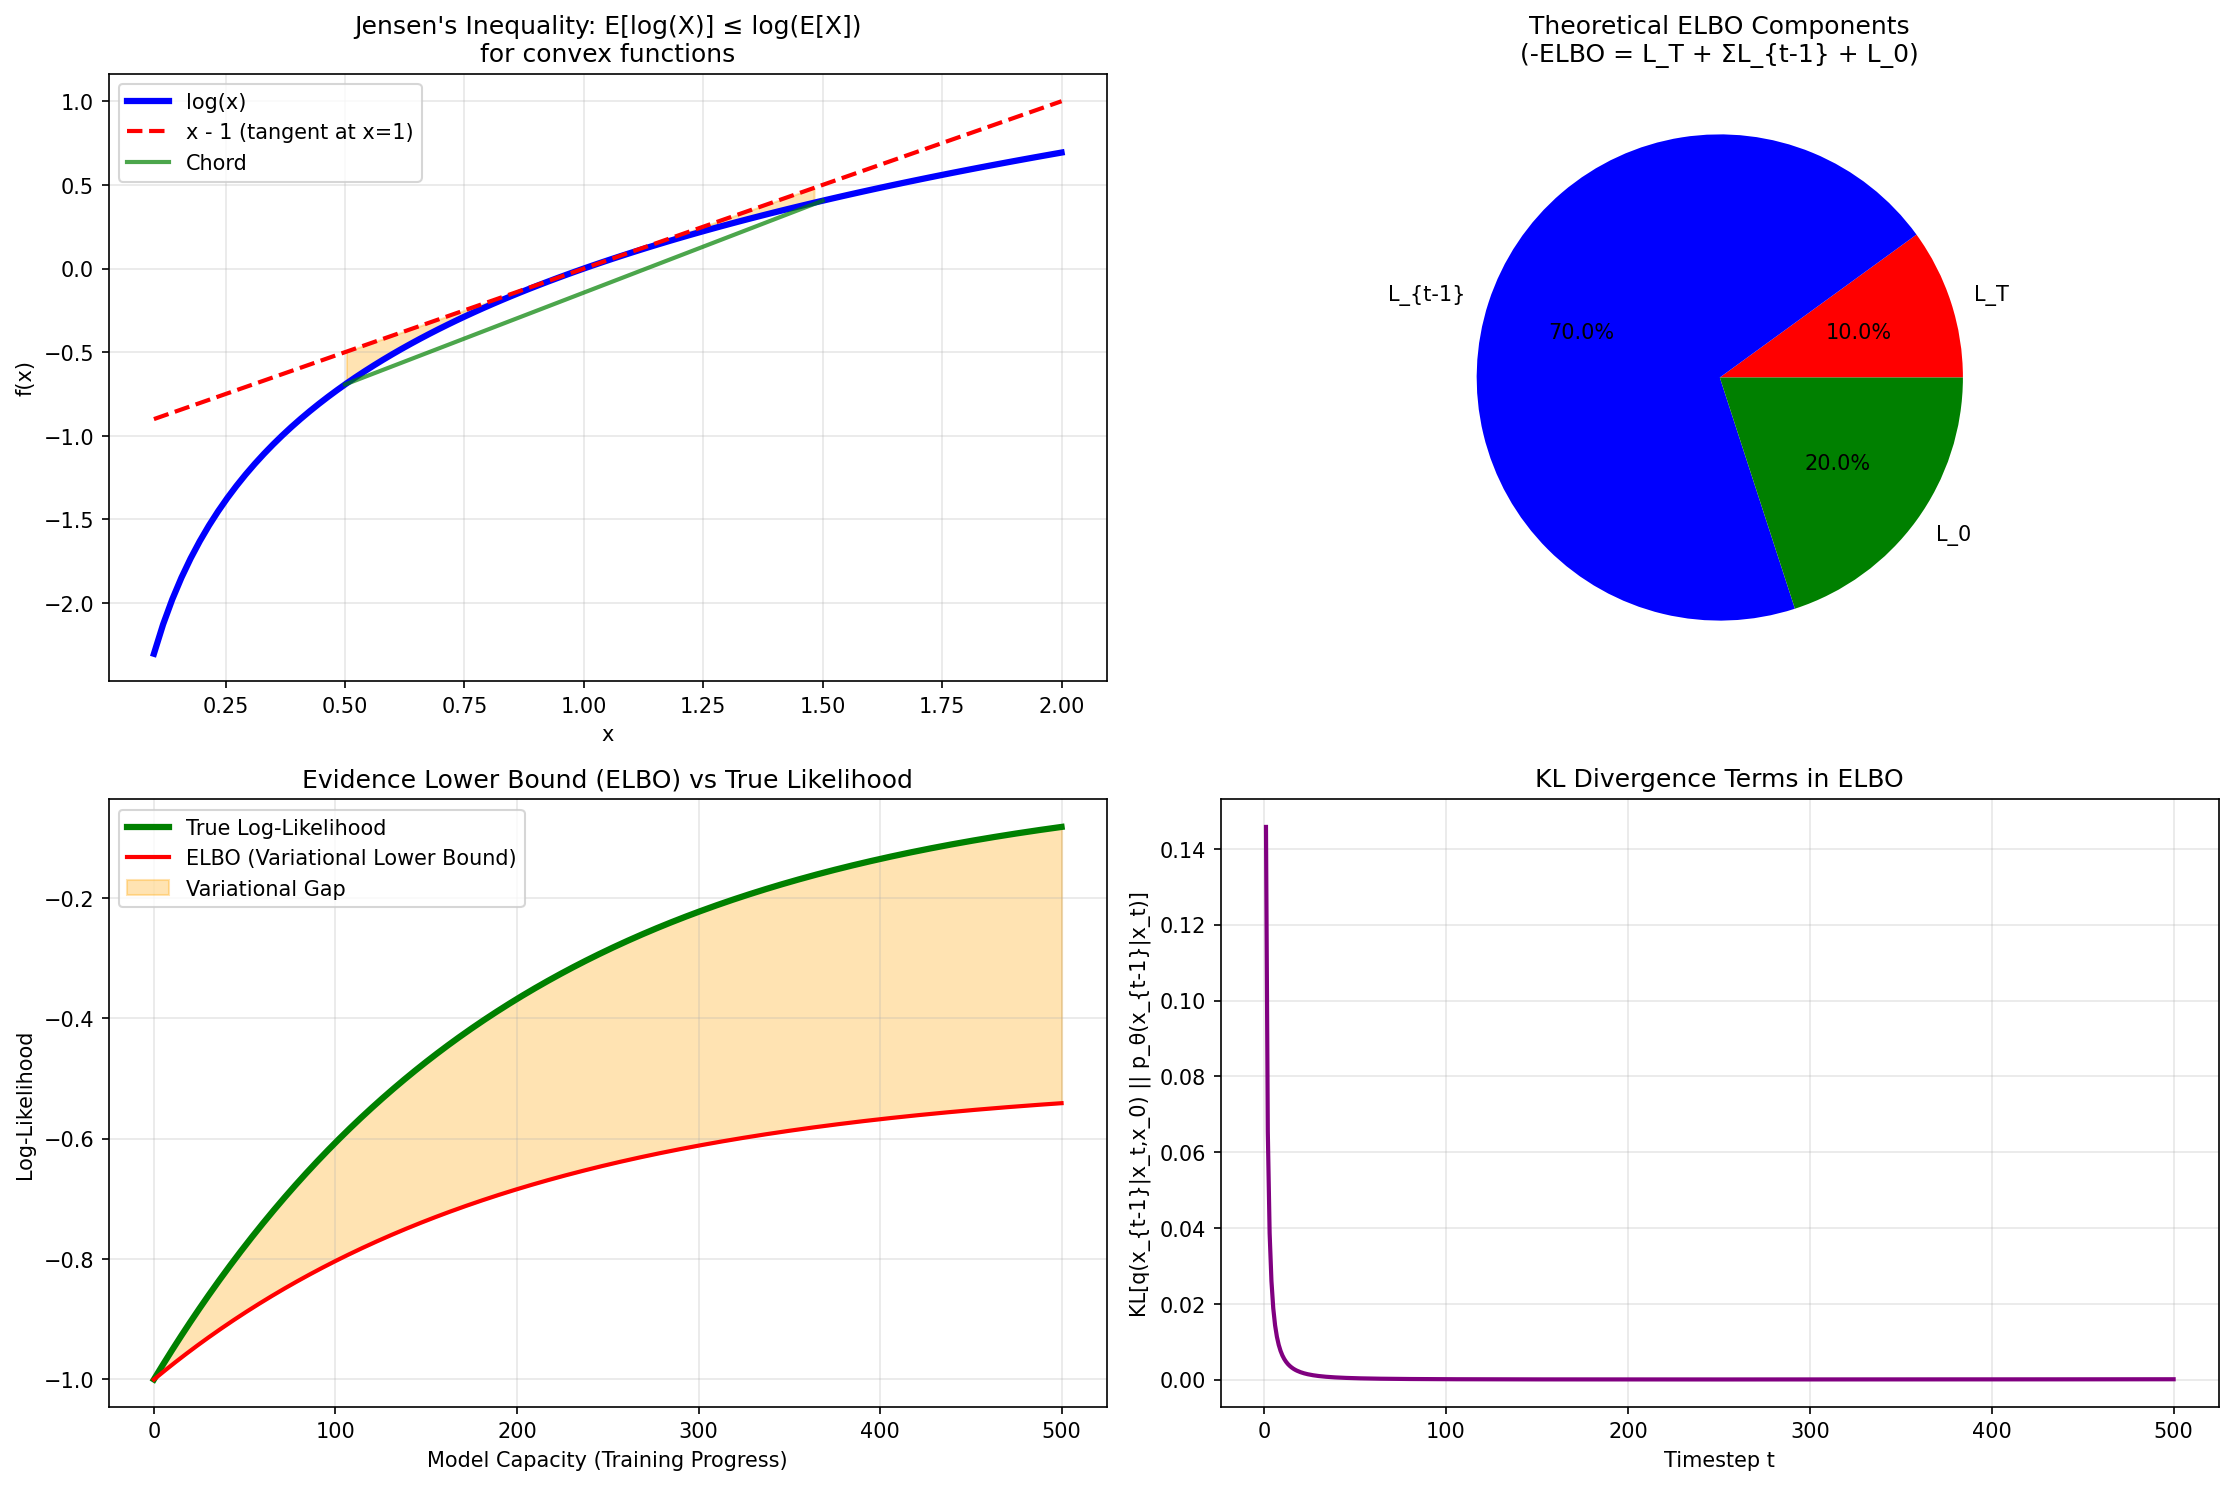 Jensen's Inequality: E[log(X)] ≤ log(E[X])
for convex functions
log(x)
x - 1 (tangent at x=1)
Chord
1.0
0.5
0.0
−0.5
−1.0
−1.5
−2.0
f(x)
0.25 0.50 0.75 1.00 1.25 1.50 1.75 2.00
x
Theoretical ELBO Components
(-ELBO = L_T + ΣL_{t-1} + L_0)
L_{t-1}
L_T
70.0%
10.0%
20.0%
L_0
Evidence Lower Bound (ELBO) vs True Likelihood
True Log-Likelihood
ELBO (Variational Lower Bound)
Variational Gap
−0.2
−0.4
−0.6
−0.8
−1.0
Log-Likelihood
0 100 200 300 400 500
Model Capacity (Training Progress)
KL Divergence Terms in ELBO
0.14
0.12
0.10
0.08
0.06
0.04
0.02
0.00
KL[q(x_{t-1}|x_t,x_0) || p_θ(x_{t-1}|x_t)]
0 100 200 300 400 500
Timestep t